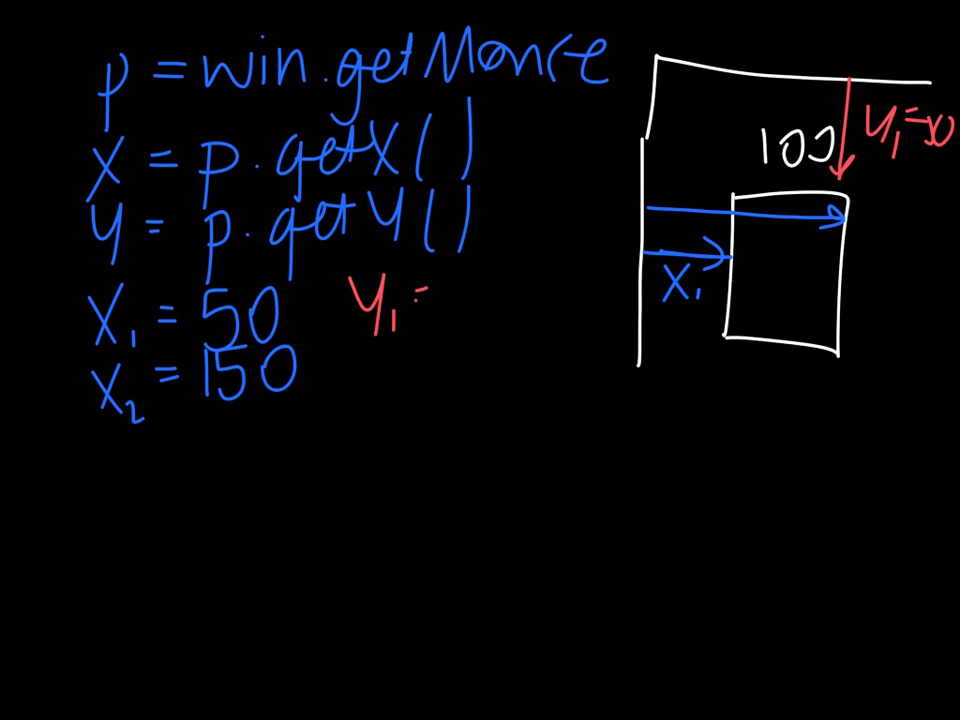 p = win.getMouse
X = p.getX()
Y = p.getY()
X1 = 50
Y1 =
X2 = 150
100
Y1=50
X1